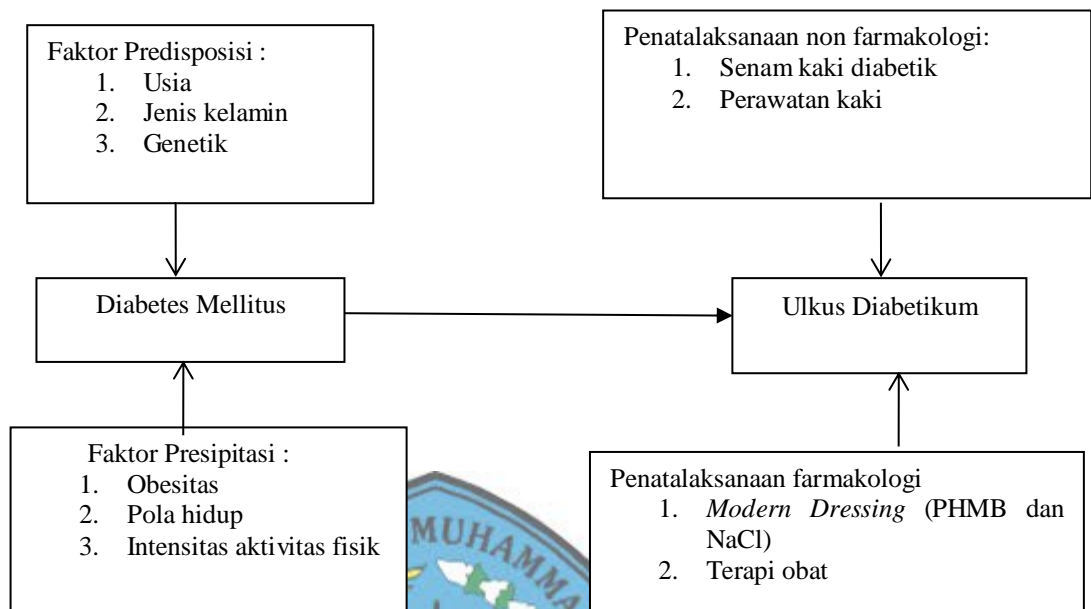 Faktor Predisposisi :
1. Usia
2. Jenis kelamin
3. Genetik
Penatalaksanaan non farmakologi:
1. Senam kaki diabetik
2. Perawatan kaki
Diabetes Mellitus
Ulkus Diabetikum
Faktor Presipitasi :
1. Obesitas
2. Pola hidup
3. Intensitas aktivitas fisik
Penatalaksanaan farmakologi
1. Modern Dressing (PHMB dan
NaCl)
2. Terapi obat
MUHAMMA